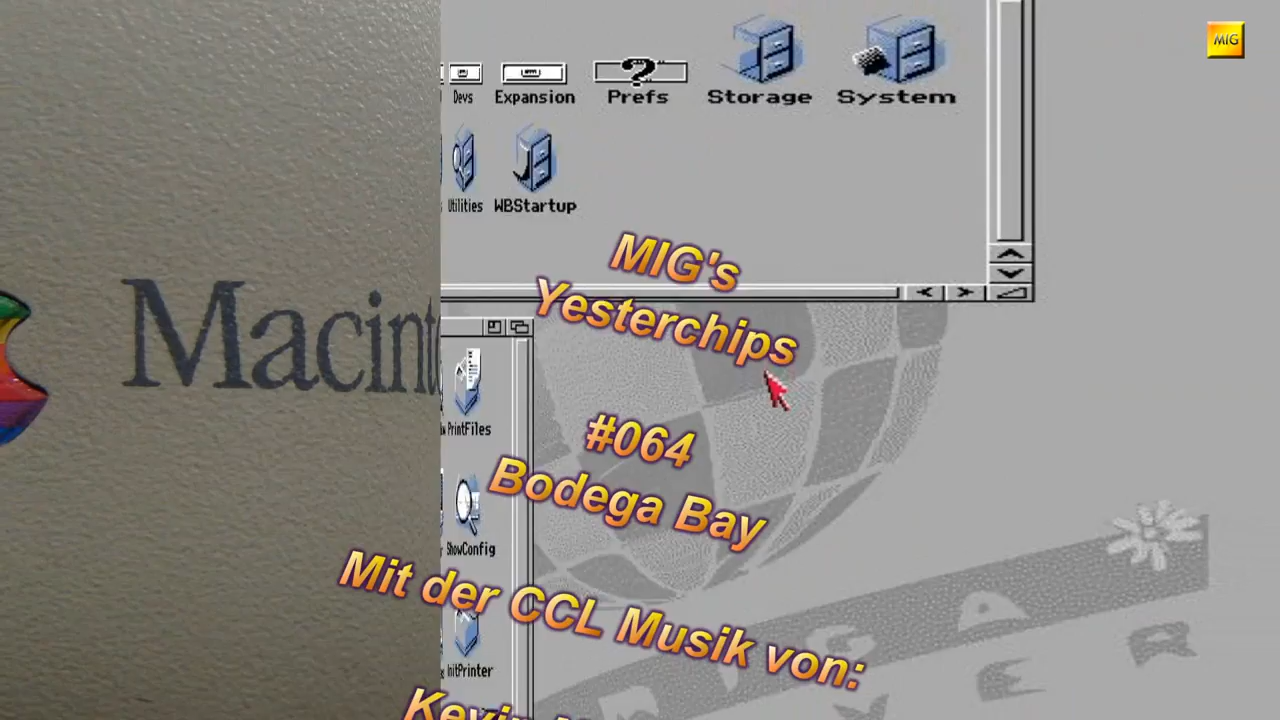 MIG
Devs Expansion Prefs Storage System
Utilities WBStartup
MIG's
Yesterchips
#064
Bodega Bay
Mit der CCL Musik von:
PrintFiles
ShowConfig
InitPrinter